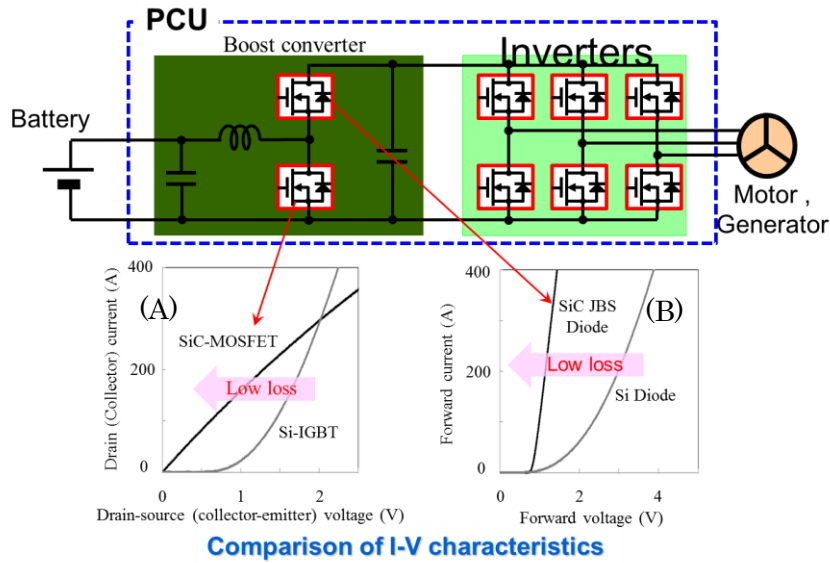 PCU
Boost converter
Inverters
Battery
Motor ,
Generator
(A)
400
200
0
Drain (Collector) current (A)
SiC-MOSFET
Low loss
Si-IGBT
0 1 2
Drain-source (collector-emitter) voltage (V)
(B)
400
200
0
Forward current (A)
SiC JBS
Diode
Low loss
Si Diode
0 2 4
Forward voltage (V)
Comparison of I-V characteristics